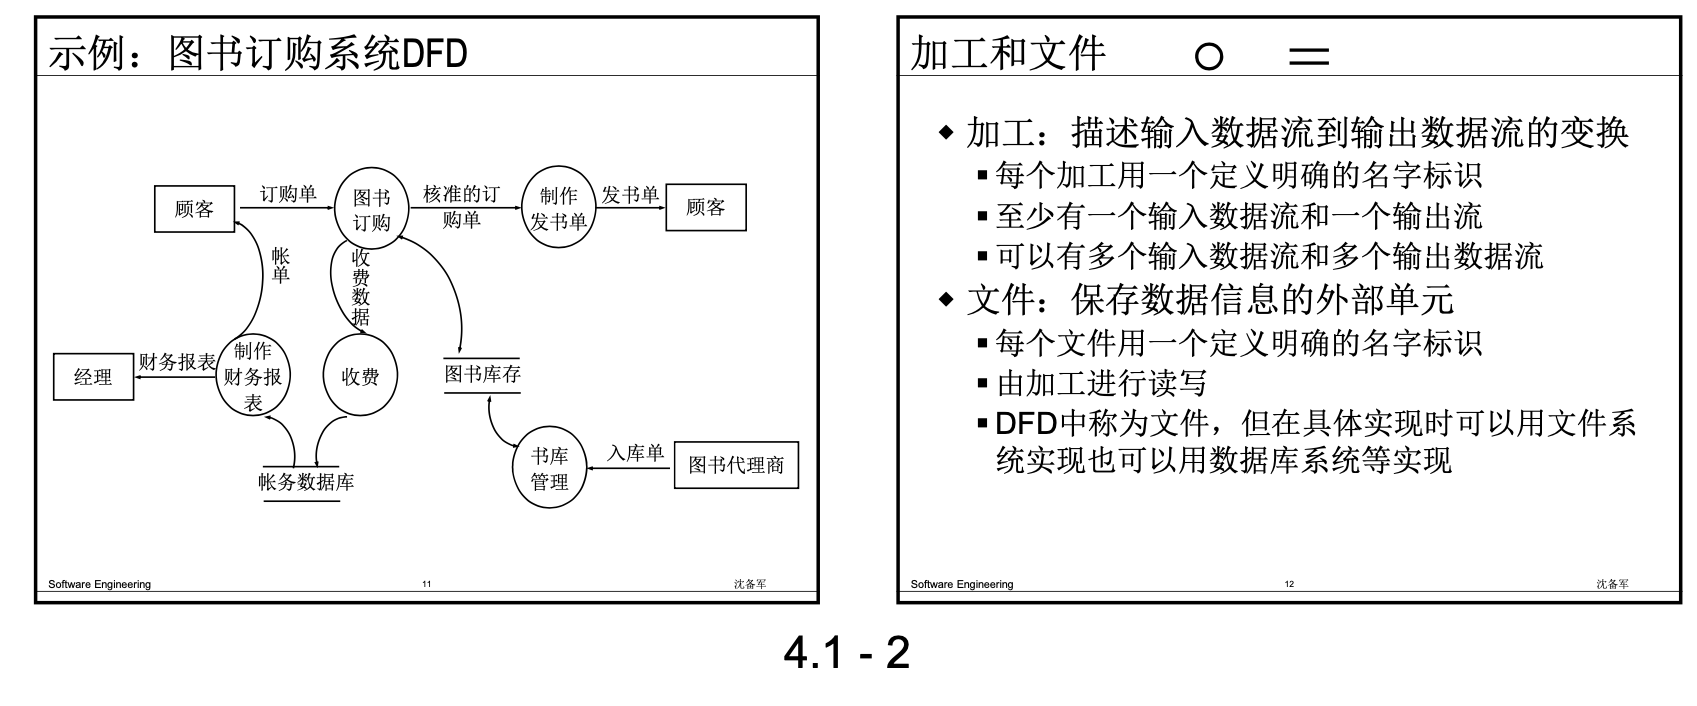 示例：图书订购系统DFD
顾客
订购单
图书
订购
核准的订
购单
制作
发书单
发书单
顾客
帐
单
收
费
数
据
经理
财务报表
制作
财务报
表
收费
图书库存
帐务数据库
书库
管理
入库单
图书代理商
Software Engineering
11
沈备军
加工和文件
◆ 加工：描述输入数据流到输出数据流的变换
▪ 每个加工用一个定义明确的名字标识
▪ 至少有一个输入数据流和一个输出流
▪ 可以有多个输入数据流和多个输出数据流
◆ 文件：保存数据信息的外部单元
▪ 每个文件用一个定义明确的名字标识
▪ 由加工进行读写
▪ DFD中称为文件，但在具体实现时可以用文件系
统实现也可以用数据库系统等实现
Software Engineering
12
沈备军
4.1 - 2